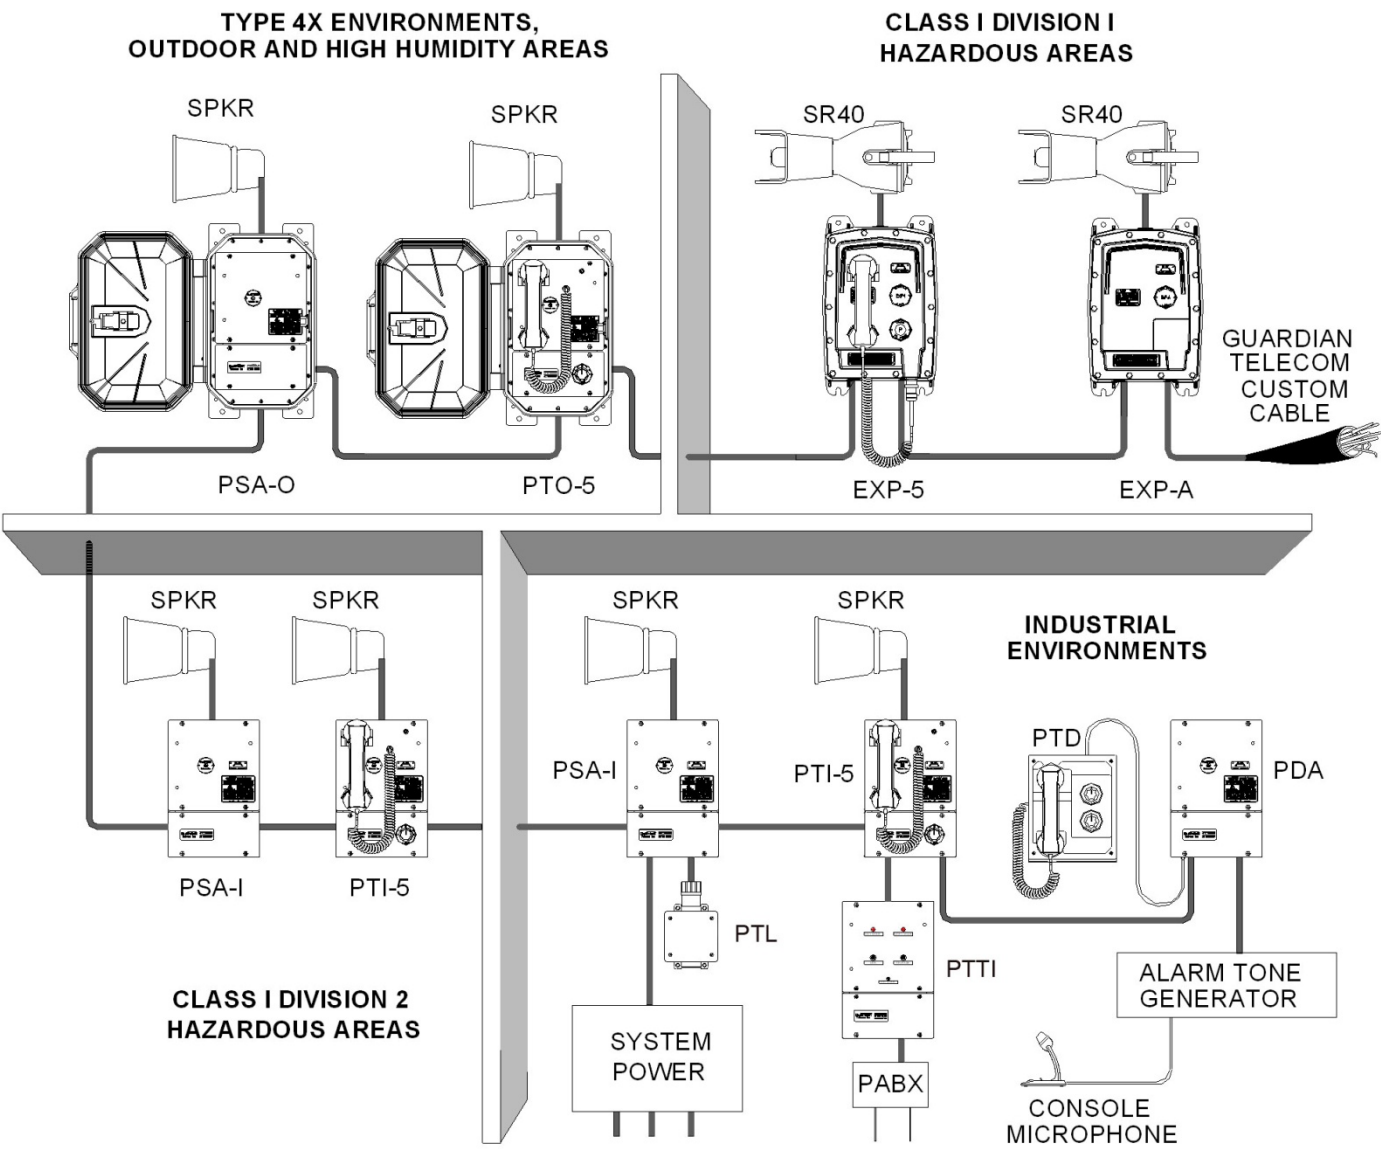 TYPE 4X ENVIRONMENTS,
OUTDOOR AND HIGH HUMIDITY AREAS
CLASS I DIVISION I
HAZARDOUS AREAS
SPKR
SPKR
SR40
SR40
GUARDIAN
TELECOM
CUSTOM
CABLE
PSA-O
PTO-5
EXP-5
EXP-A
SPKR
SPKR
SPKR
SPKR
INDUSTRIAL
ENVIRONMENTS
PSA-I
PTI-5
PTD
PDA
PSA-I
PTI-5
PTL
PTTI
ALARM TONE
GENERATOR
CLASS I DIVISION 2
HAZARDOUS AREAS
SYSTEM
POWER
PABX
CONSOLE
MICROPHONE